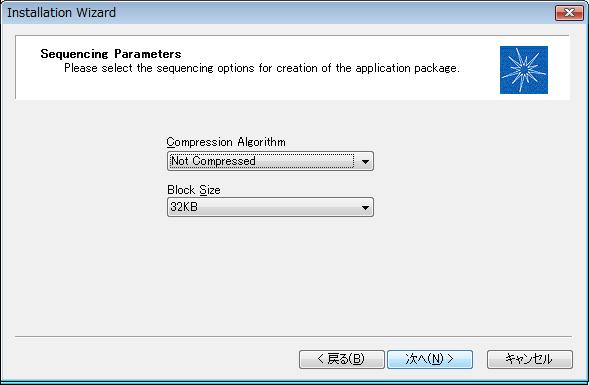 Installation Wizard
Sequencing Parameters
Please select the sequencing options for creation of the application package.
Compression Algorithm
Not Compressed
Block Size
32KB
< 戻る(B)
次へ(N) >
キャンセル